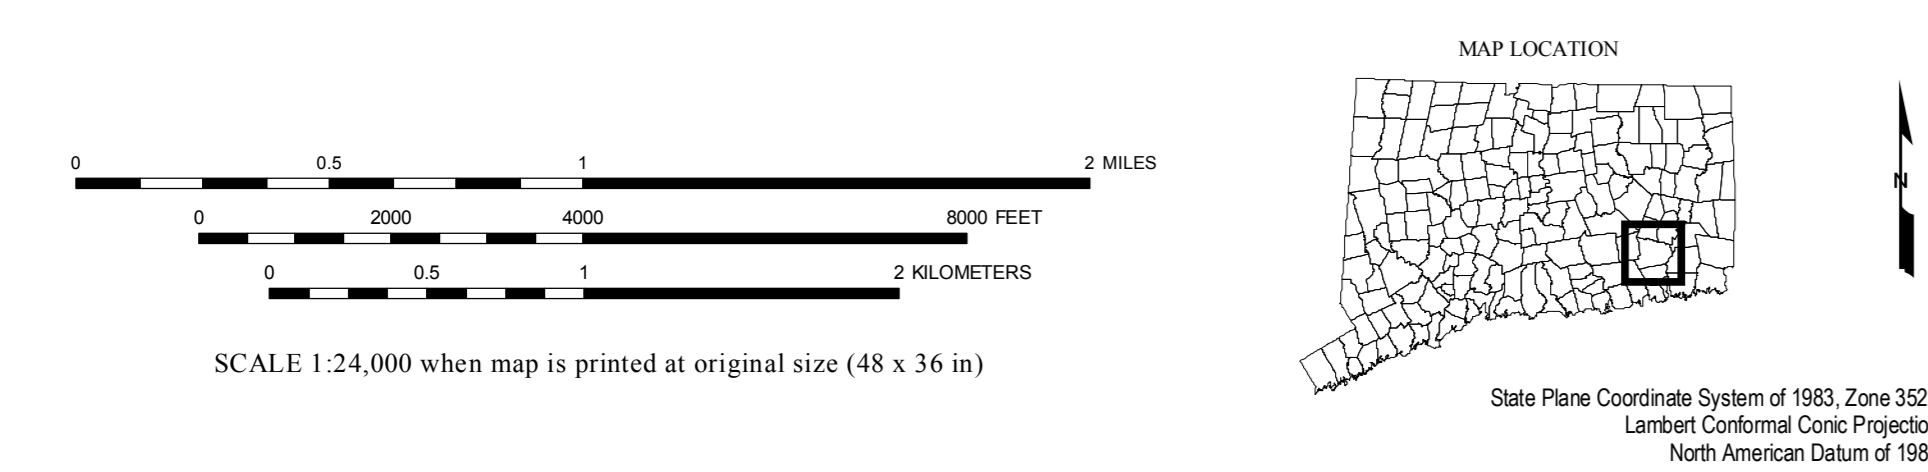 0 0.5 1 2 MILES
0 2000 4000 8000 FEET
0 0.5 1 2 KILOMETERS
SCALE 1:24,000 when map is printed at original size (48 x 36 in)
MAP LOCATION
N
State Plane Coordinate System of 1983, Zone 352
Lambert Conformal Conic Projectio
North American Datum of 198